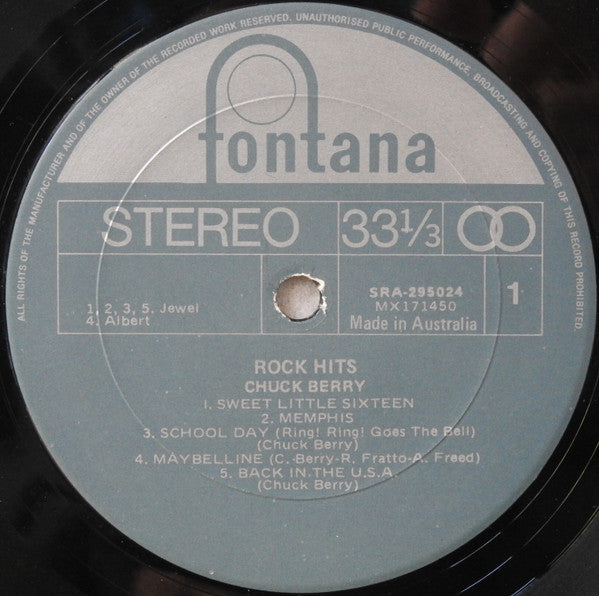 ALL RIGHTS OF THE MANUFACTURER AND OF THE OWNER OF THE RECORDED WORK RESERVED. UNAUTHORISED PUBLIC PERFORMANCE, BROADCASTING AND COPYING OF THIS RECORD PROHIBITED.
fontana
STEREO 33⅓
SRA-295024 1
MX171450
1, 2, 3, 5. Jewel
4. Albert
Made in Australia
ROCK HITS
CHUCK BERRY
1. SWEET LITTLE SIXTEEN
2. MEMPHIS
3. SCHOOL DAY (Ring! Ring! Goes The Bell)
(Chuck Berry)
4. MAYBELLINE (C. Berry-R. Fratto-A. Freed)
5. BACK IN THE U.S.A
(Chuck Berry)